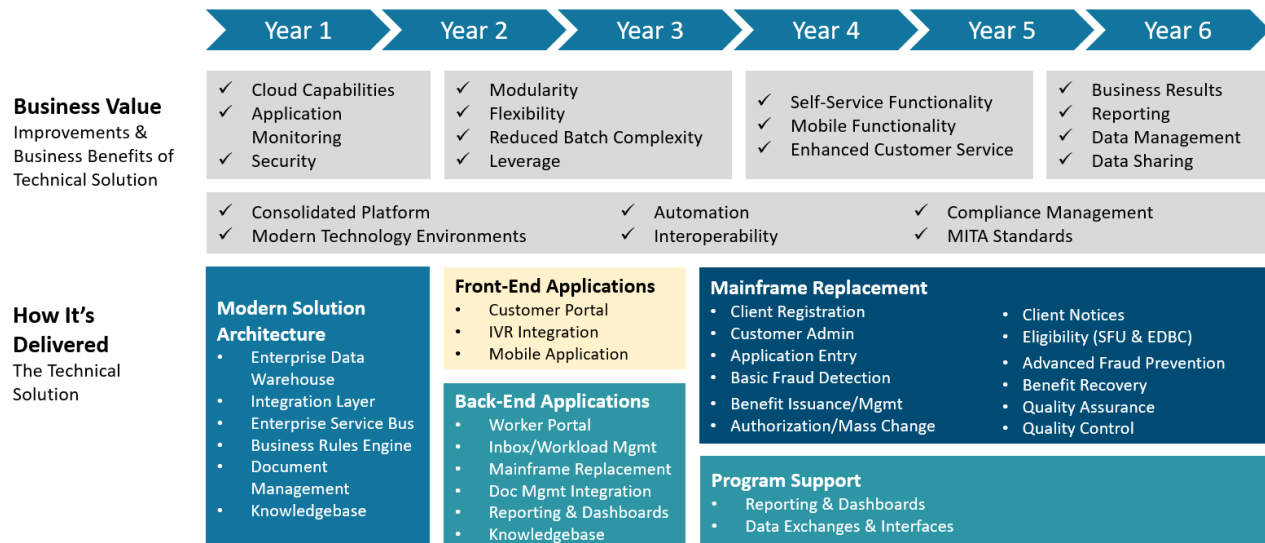 Year 1
Year 2
Year 3
Year 4
Year 5
Year 6
Business Value
Improvements &
Business Benefits of
Technical Solution
✓ Cloud Capabilities
✓ Application
Monitoring
✓ Security
✓ Modularity
✓ Flexibility
✓ Reduced Batch Complexity
✓ Leverage
✓ Self-Service Functionality
✓ Mobile Functionality
✓ Enhanced Customer Service
✓ Business Results
✓ Reporting
✓ Data Management
✓ Data Sharing
✓ Consolidated Platform
✓ Modern Technology Environments
✓ Automation
✓ Interoperability
✓ Compliance Management
✓ MITA Standards
How It’s
Delivered
The Technical
Solution
Modern Solution
Architecture
• Enterprise Data
Warehouse
• Integration Layer
• Enterprise Service Bus
• Business Rules Engine
• Document
Management
• Knowledgebase
Front-End Applications
• Customer Portal
• IVR Integration
• Mobile Application
Back-End Applications
• Worker Portal
• Inbox/Workload Mgmt
• Mainframe Replacement
• Doc Mgmt Integration
• Reporting & Dashboards
• Knowledgebase
Mainframe Replacement
• Client Registration
• Customer Admin
• Application Entry
• Basic Fraud Detection
• Benefit Issuance/Mgmt
• Authorization/Mass Change
• Client Notices
• Eligibility (SFU & EDBC)
• Advanced Fraud Prevention
• Benefit Recovery
• Quality Assurance
• Quality Control
Program Support
• Reporting & Dashboards
• Data Exchanges & Interfaces